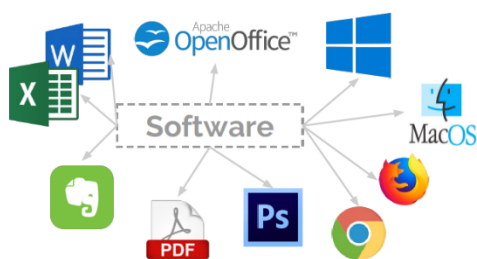 Apache
OpenOffice™
W
X
Software
MacOS
Ps
PDF